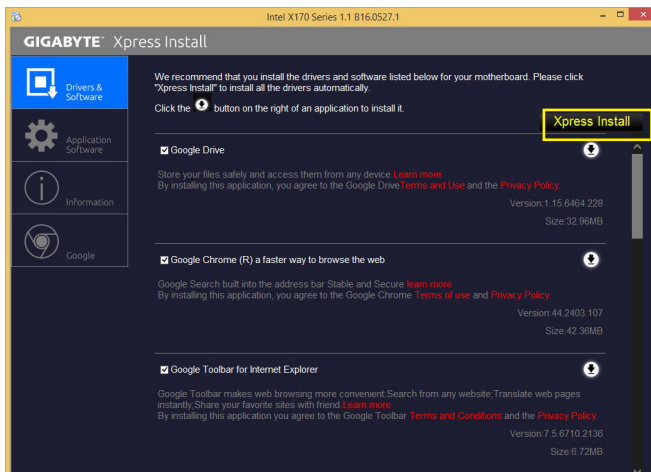 Intel X170 Series 1.1 B16.0527.1
GIGABYTE™ Xpress Install
Drivers &
Software
Application
Software
Information
Google
We recommend that you install the drivers and software listed below for your motherboard. Please click
"Xpress Install" to install all the drivers automatically.
Click the button on the right of an application to install it.
Xpress Install
Google Drive
Store your files safely and access them from any device.Learn more
By installing this application, you agree to the Google DriveTerms and Use and the Privacy Policy.
Version:1.15.6464.228
Size:32.96MB
Google Chrome (R) a faster way to browse the web
Google Search built into the address bar Stable and Secure learn more
By installing this application, you agree to the Google Chrome Terms of use and Privacy Policy.
Version:44.2403.107
Size:42.36MB
Google Toolbar for Internet Explorer
Google Toolbar makes web browsing more convenient.Search from any website;Translate web pages
instantly;Share your favorite sites with friend.Learn more
By installing this application you agree to the Google Toolbar Terms and Conditions and the Privacy Policy.
Version:7.5.6710.2136
Size:6.72MB